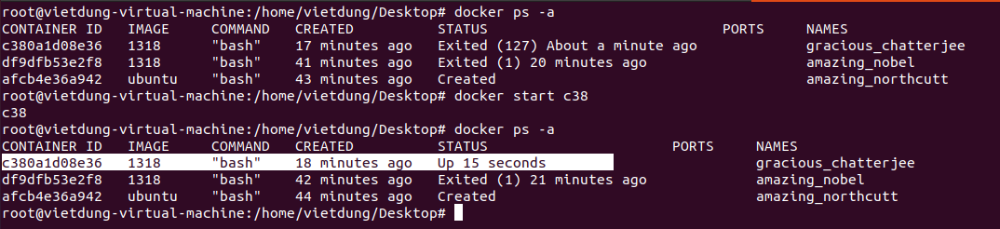 root@vietdung-virtual-machine:/home/vietdung/Desktop# docker ps -a
CONTAINER ID IMAGE COMMAND CREATED STATUS PORTS NAMES
c380a1d08e36 1318 "bash" 17 minutes ago Exited (127) About a minute ago gracious_chatterjee
df9dfb53e2f8 1318 "bash" 41 minutes ago Exited (1) 20 minutes ago amazing_nobel
afcb4e36a942 ubuntu "bash" 43 minutes ago Created amazing_northcutt
root@vietdung-virtual-machine:/home/vietdung/Desktop# docker start c38
c38
root@vietdung-virtual-machine:/home/vietdung/Desktop# docker ps -a
CONTAINER ID IMAGE COMMAND CREATED STATUS PORTS NAMES
c380a1d08e36 1318 "bash" 18 minutes ago Up 15 seconds gracious_chatterjee
df9dfb53e2f8 1318 "bash" 42 minutes ago Exited (1) 21 minutes ago amazing_nobel
afcb4e36a942 ubuntu "bash" 44 minutes ago Created amazing_northcutt
root@vietdung-virtual-machine:/home/vietdung/Desktop#